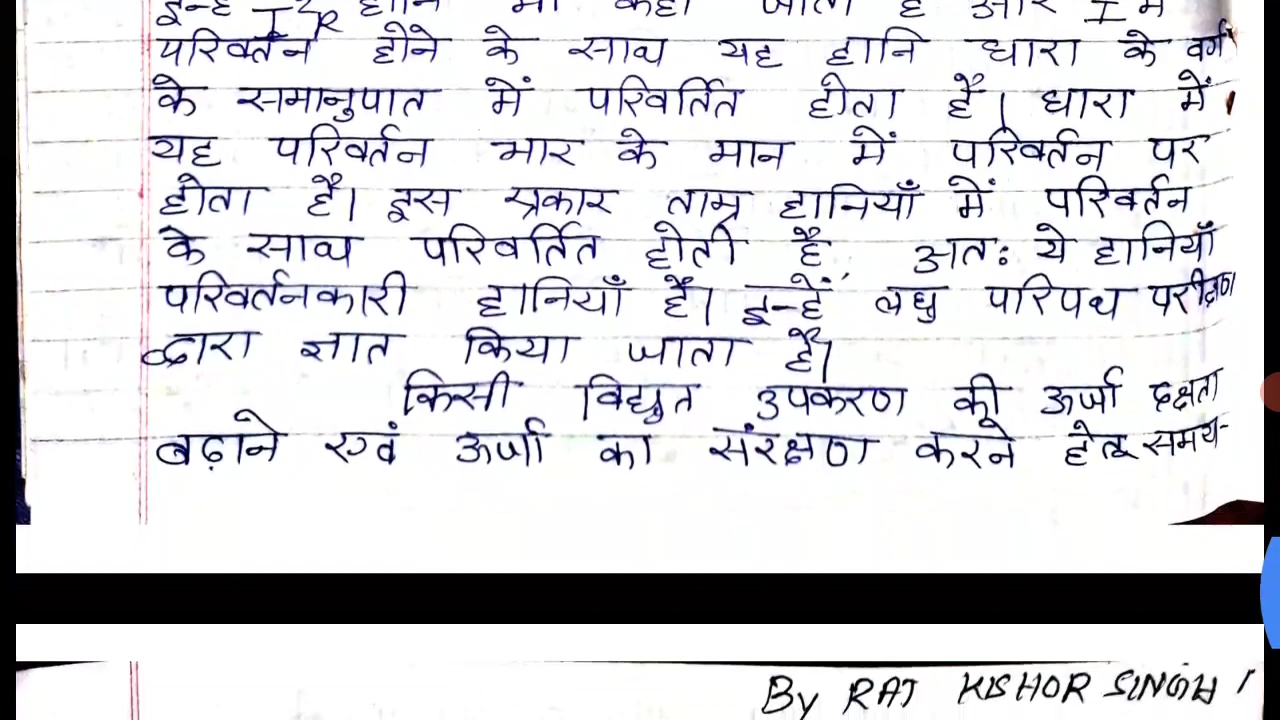 इन्हें I²R हानि भी कहा जाता है और I में
परिवर्तन होने के साथ यह हानि धारा के वर्ग
के समानुपात में परिवर्तित होता है। धारा में
यह परिवर्तन भार के मान में परिवर्तन पर
होता है। इस प्रकार ताम्र हानियाँ में परिवर्तन
के साथ परिवर्तित होती है, अतः ये हानियाँ
परिवर्तनकारी हानियाँ हैं। इन्हें लघु परिपथ परीक्षण
द्वारा ज्ञात किया जाता है।
किसी विद्युत उपकरण की ऊर्जा दक्षता
बढ़ाने एवं ऊर्जा का संरक्षण करने हेतु समय-
By RAJ KISHOR SINGH